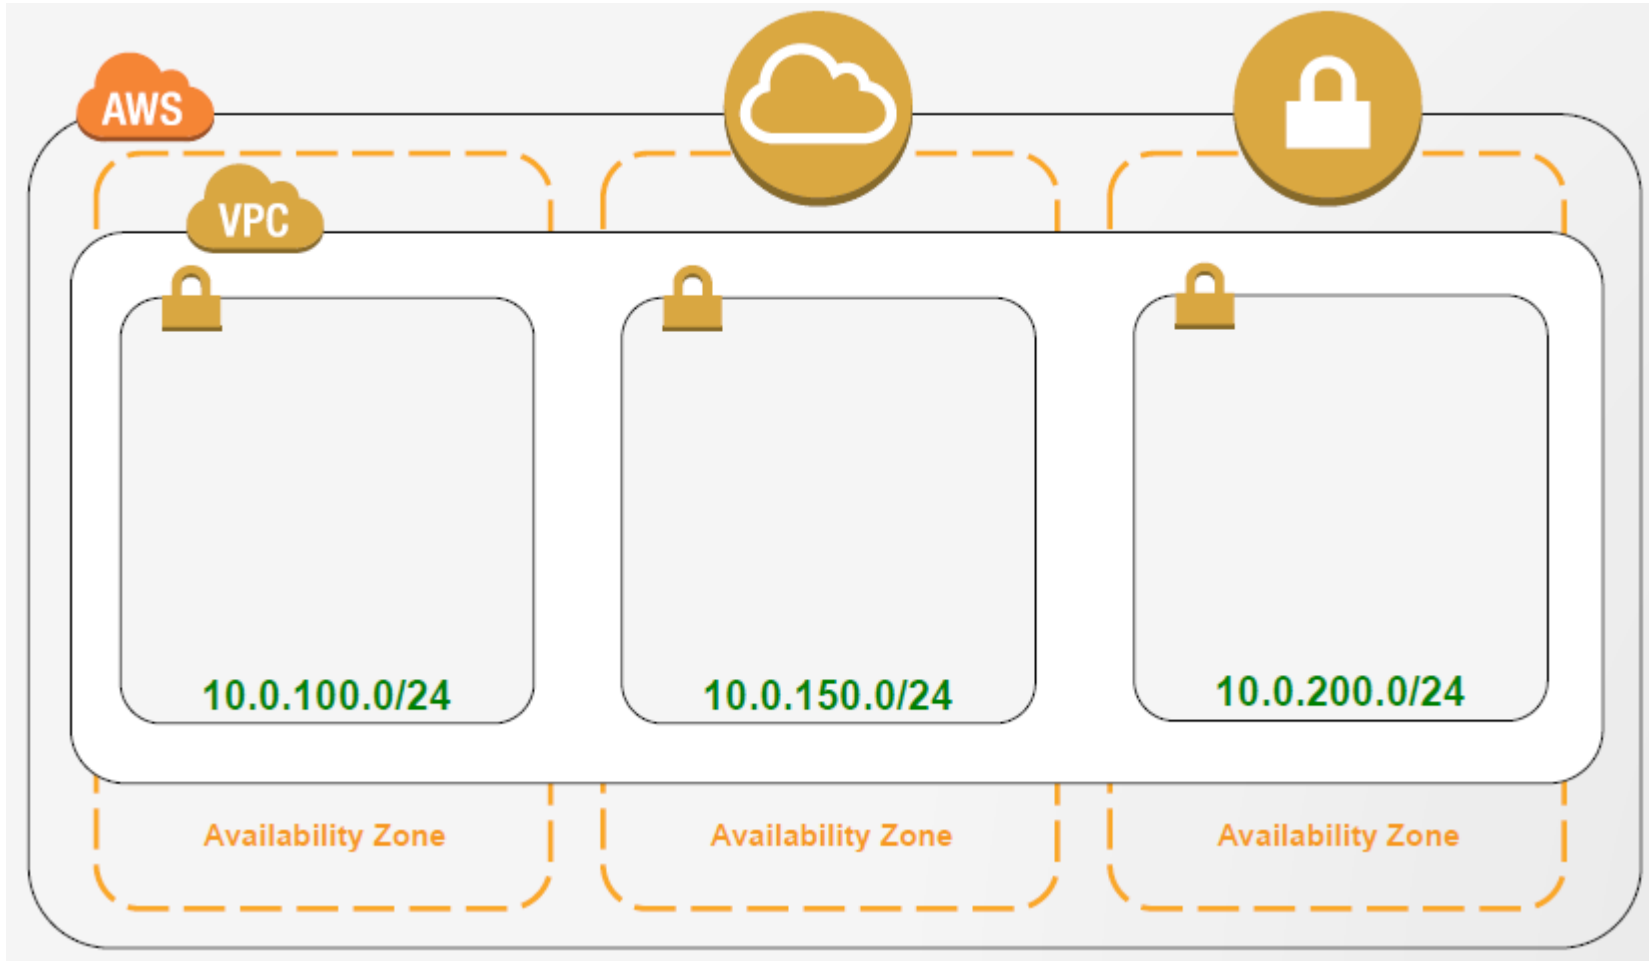 AWS
VPC
10.0.100.0/24
10.0.150.0/24
10.0.200.0/24
Availability Zone
Availability Zone
Availability Zone